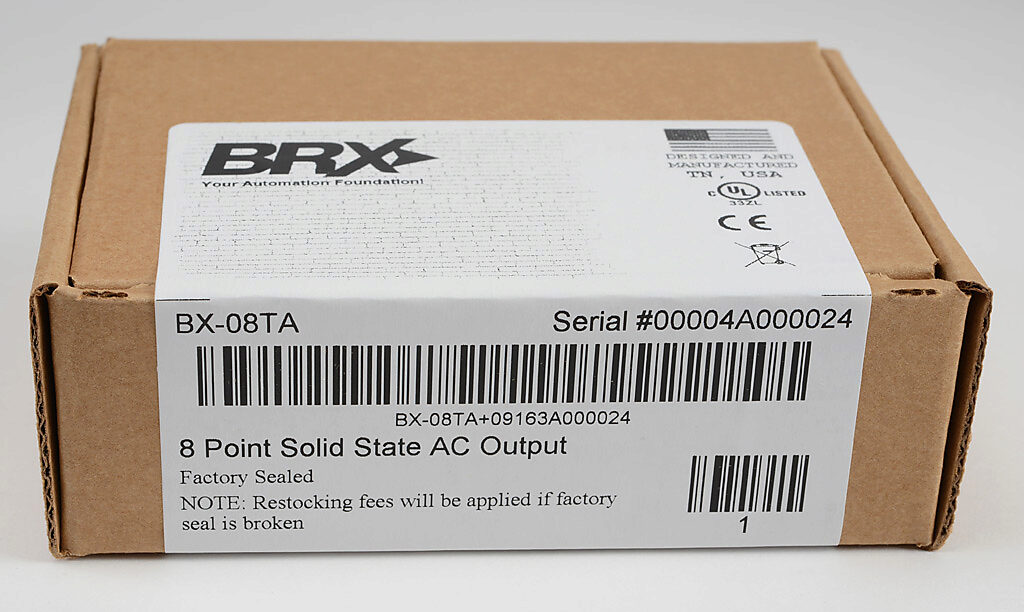 BRX
Your Automation Foundation!
DESIGNED AND
MANUFACTURED
TN, USA
C UL LISTED
33ZL
CE
BX-08TA
Serial #00004A000024
BX-08TA+09163A000024
8 Point Solid State AC Output
Factory Sealed
NOTE: Restocking fees will be applied if factory
seal is broken
1